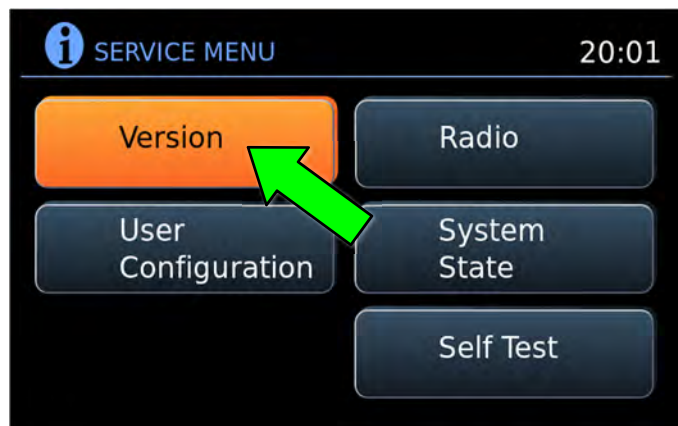 i SERVICE MENU 20:01
Version
Radio
User
Configuration
System
State
Self Test